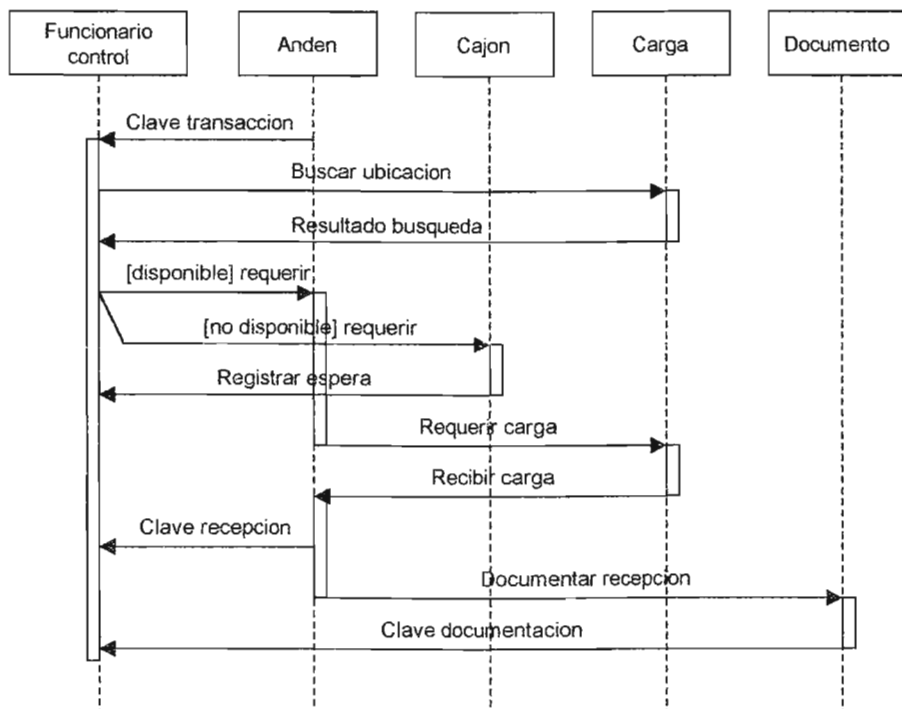 Funcionario
control
Anden
Cajon
Carga
Documento
Clave transaccion
Buscar ubicacion
Resultado busqueda
[disponible] requerir
[no disponible] requerir
Registrar espera
Requerir carga
Recibir carga
Clave recepcion
Documentar recepcion
Clave documentacion